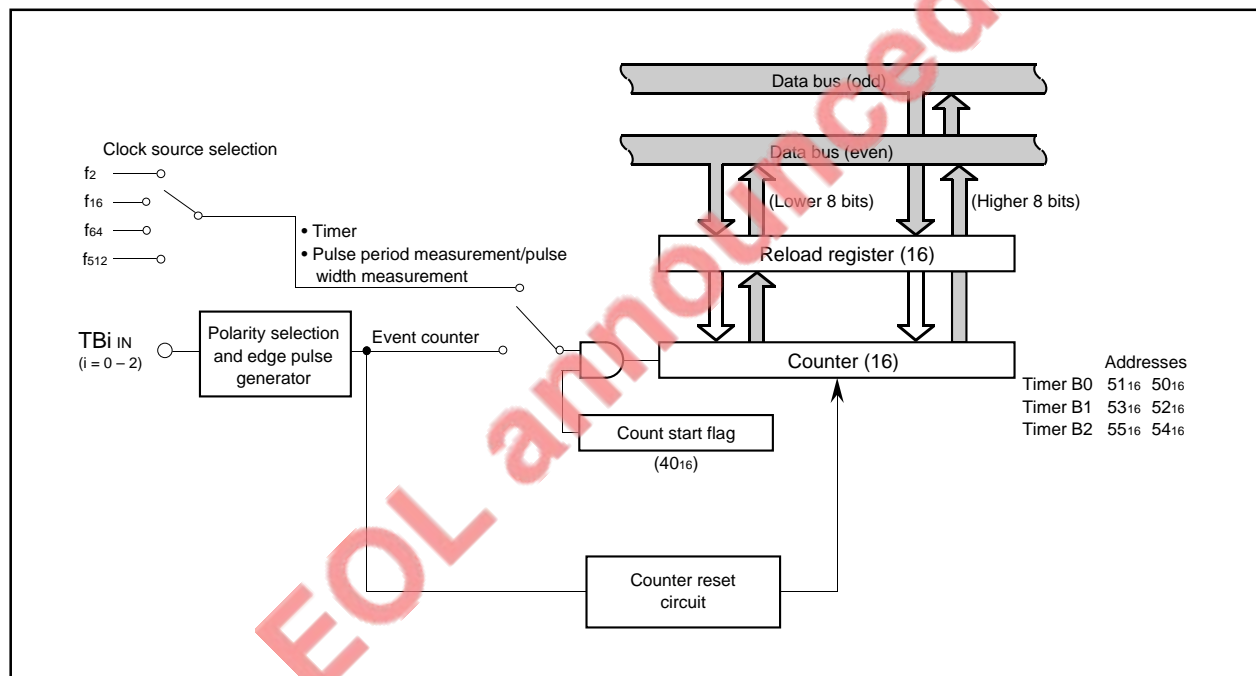 Data bus (odd)
Data bus (even)
(Lower 8 bits)
(Higher 8 bits)
Clock source selection
f2
f16
f64
f512
• Timer
• Pulse period measurement/pulse
width measurement
Reload register (16)
TBi IN
(i = 0 – 2)
Polarity selection
and edge pulse
generator
Event counter
Counter (16)
Count start flag
(4016)
Addresses
Timer B0 5116 5016
Timer B1 5316 5216
Timer B2 5516 5416
Counter reset
circuit
EOL announced